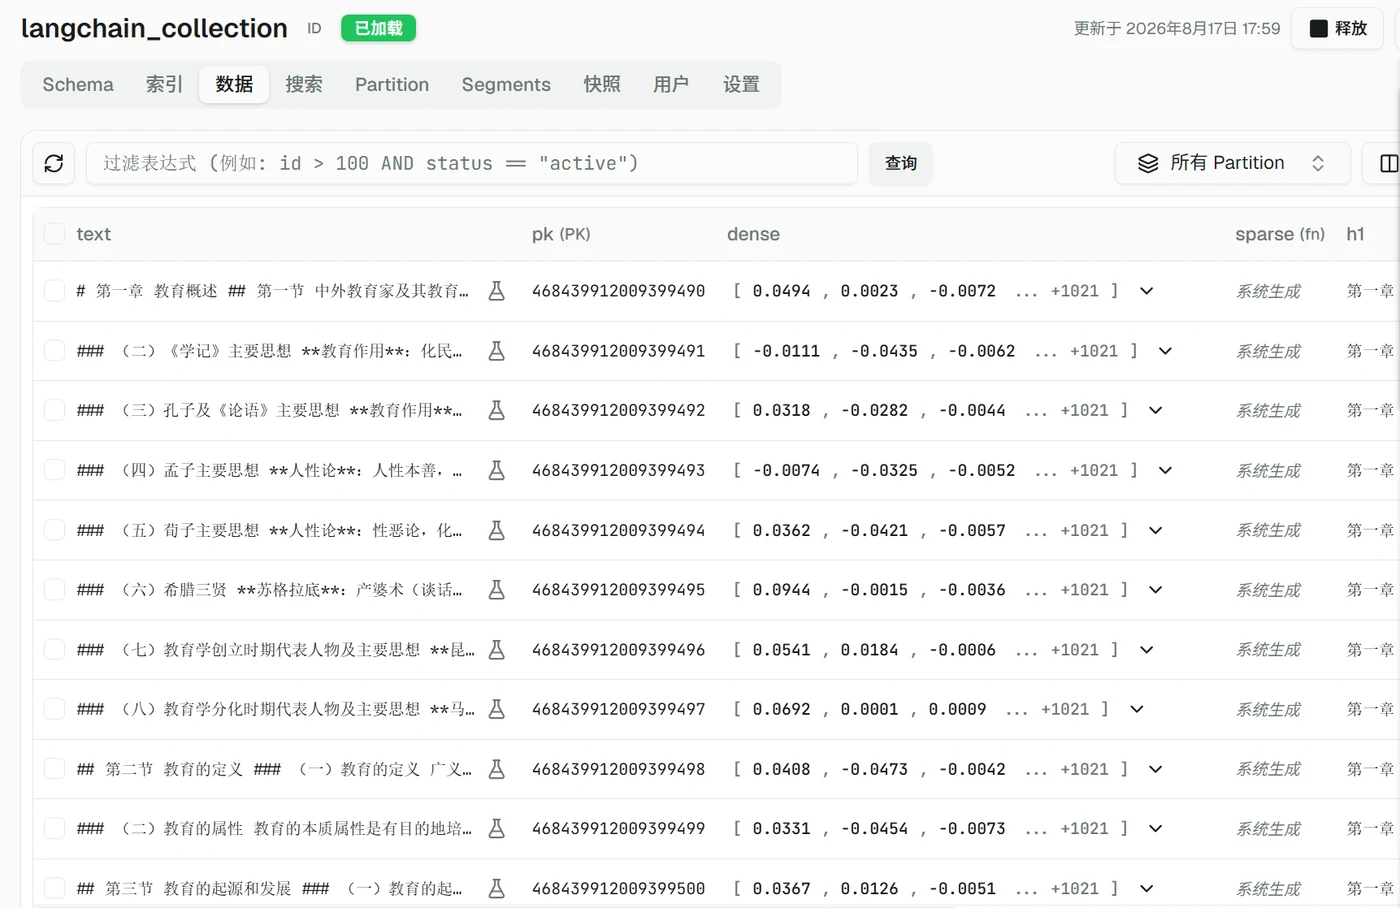 langchain_collection ID 已加载 更新于 2026年8月17日 17:59 释放
Schema 索引 数据 搜索 Partition Segments 快照 用户 设置
过滤表达式 (例如: id > 100 AND status == "active") 查询 所有 Partition
text pk (PK) dense sparse (fn) h1
# 第一章 教育概述 ## 第一节 中外教育家及其教育… 468439912009399490 [ 0.0494 , 0.0023 , -0.0072 ... +1021 ] 系统生成 第一章
### （二）《学记》主要思想 **教育作用**: 化民… 468439912009399491 [ -0.0111 , -0.0435 , -0.0062 ... +1021 ] 系统生成 第一章
### （三）孔子及《论语》主要思想 **教育作用**… 468439912009399492 [ 0.0318 , -0.0282 , -0.0044 ... +1021 ] 系统生成 第一章
### （四）孟子主要思想 **人性论**: 人性本善, … 468439912009399493 [ -0.0074 , -0.0325 , -0.0052 ... +1021 ] 系统生成 第一章
### （五）荀子主要思想 **人性论**: 性恶论, 化… 468439912009399494 [ 0.0362 , -0.0421 , -0.0057 ... +1021 ] 系统生成 第一章
### （六）希腊三贤 **苏格拉底**: 产婆术（谈话… 468439912009399495 [ 0.0944 , -0.0015 , -0.0036 ... +1021 ] 系统生成 第一章
### （七）教育学创立时期代表人物及主要思想 **昆… 468439912009399496 [ 0.0541 , 0.0184 , -0.0006 ... +1021 ] 系统生成 第一章
### （八）教育学分化时期代表人物及主要思想 **马… 468439912009399497 [ 0.0692 , 0.0001 , 0.0009 ... +1021 ] 系统生成 第一章
## 第二节 教育的定义 ### （一）教育的定义 广义… 468439912009399498 [ 0.0408 , -0.0473 , -0.0042 ... +1021 ] 系统生成 第一章
### （二）教育的属性 教育的本质属性是有目的地培… 468439912009399499 [ 0.0331 , -0.0454 , -0.0073 ... +1021 ] 系统生成 第一章
## 第三节 教育的起源和发展 ### （一）教育的起… 468439912009399500 [ 0.0367 , 0.0126 , -0.0051 ... +1021 ] 系统生成 第一章